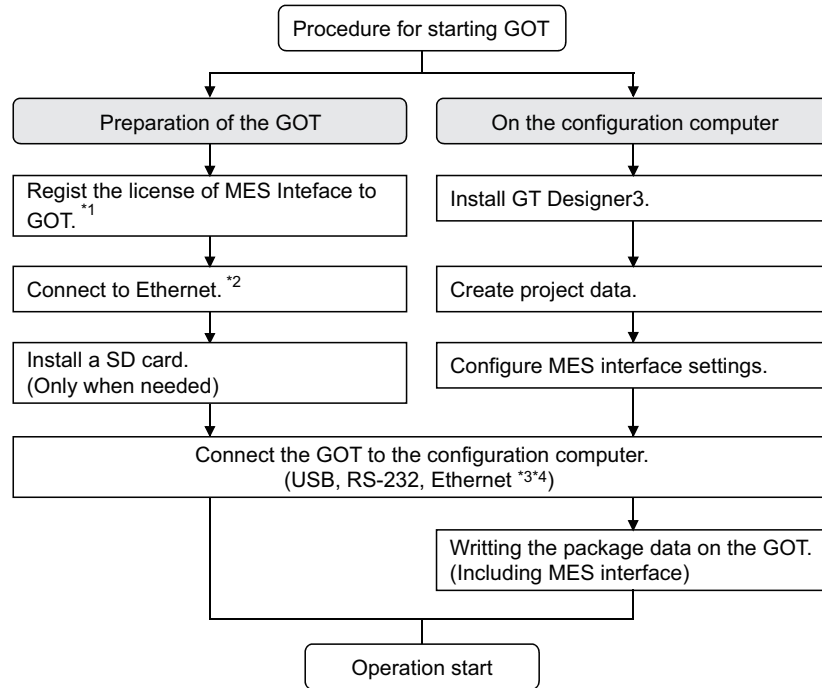 Procedure for starting GOT
Preparation of the GOT
Regist the license of MES Inteface to
GOT. *1
Connect to Ethernet. *2
Install a SD card.
(Only when needed)
On the configuration computer
Install GT Designer3.
Create project data.
Configure MES interface settings.
Connect the GOT to the configuration computer.
(USB, RS-232, Ethernet *3*4)
Writting the package data on the GOT.
(Including MES interface)
Operation start